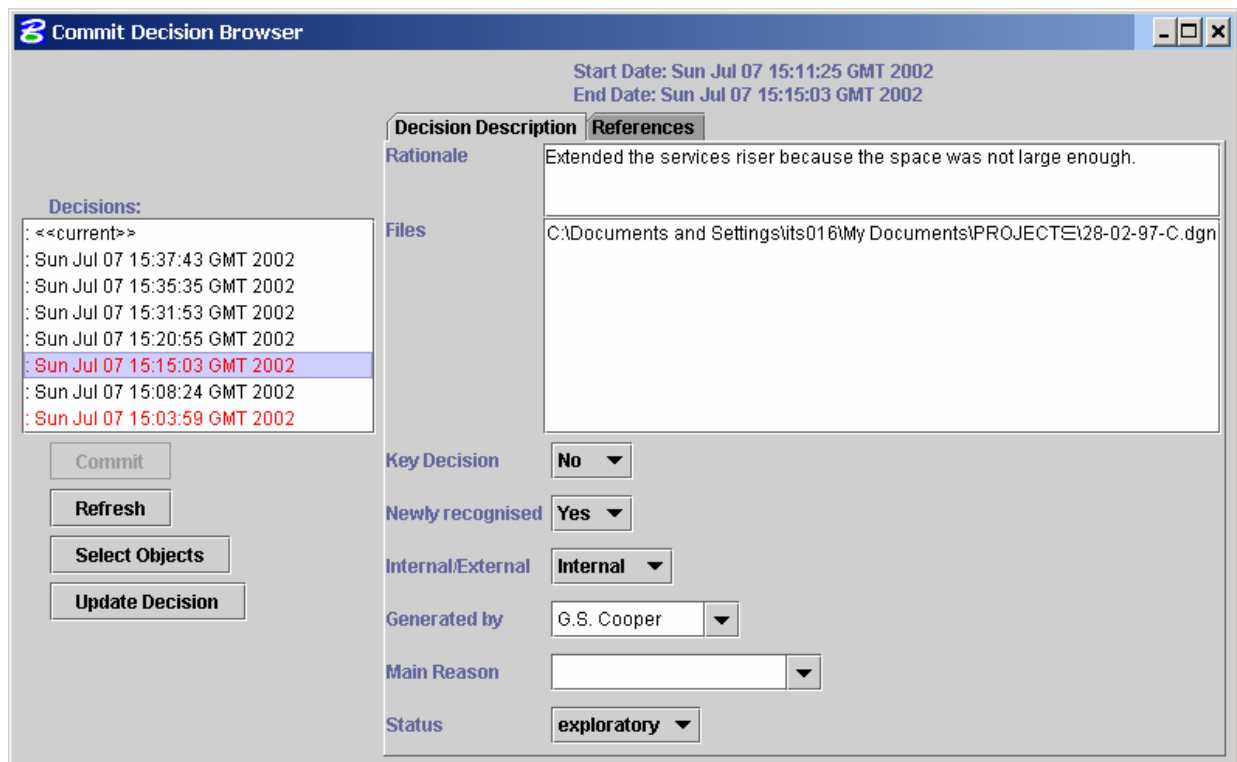 Commit Decision Browser
Start Date: Sun Jul 07 15:11:25 GMT 2002
End Date: Sun Jul 07 15:15:03 GMT 2002
Decision Description References
Rationale
Extended the services riser because the space was not large enough.
Decisions:
: <<current>>
: Sun Jul 07 15:37:43 GMT 2002
: Sun Jul 07 15:35:35 GMT 2002
: Sun Jul 07 15:31:53 GMT 2002
: Sun Jul 07 15:20:55 GMT 2002
: Sun Jul 07 15:15:03 GMT 2002
: Sun Jul 07 15:08:24 GMT 2002
: Sun Jul 07 15:03:59 GMT 2002
Commit
Refresh
Select Objects
Update Decision
Files
C:\Documents and Settings\its016\My Documents\PROJECTE\28-02-97-C.dgn
Key Decision No
Newly recognised Yes
Internal/External Internal
Generated by G.S. Cooper
Main Reason
Status exploratory